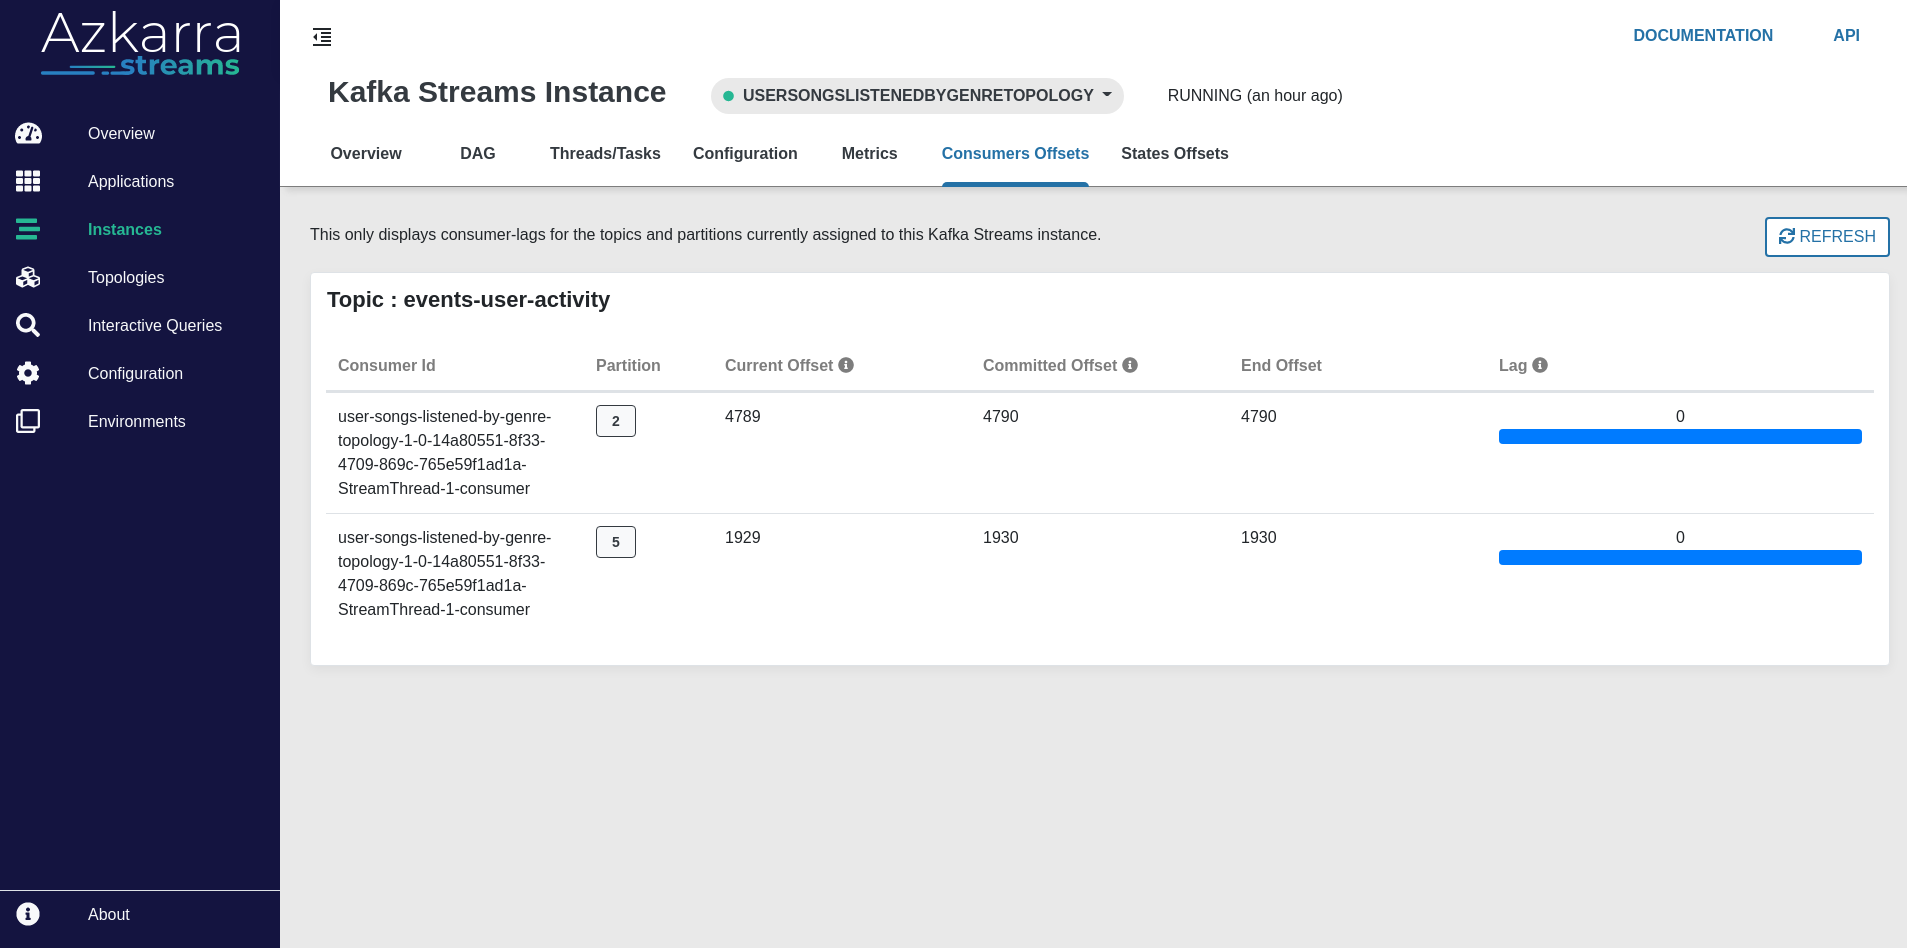 Azkarra
streams
Overview
Applications
Instances
Topologies
Interactive Queries
Configuration
Environments
About
DOCUMENTATION API
Kafka Streams Instance USERSONGSLISTENEDBYGENRETOPOLOGY RUNNING (an hour ago)
Overview DAG Threads/Tasks Configuration Metrics Consumers Offsets States Offsets
This only displays consumer-lags for the topics and partitions currently assigned to this Kafka Streams instance.
REFRESH
Topic : events-user-activity
Consumer Id Partition Current Offset Committed Offset End Offset Lag
user-songs-listened-by-genre- 2 4789 4790 4790 0
topology-1-0-14a80551-8f33-
4709-869c-765e59f1ad1a-
StreamThread-1-consumer
user-songs-listened-by-genre- 5 1929 1930 1930 0
topology-1-0-14a80551-8f33-
4709-869c-765e59f1ad1a-
StreamThread-1-consumer